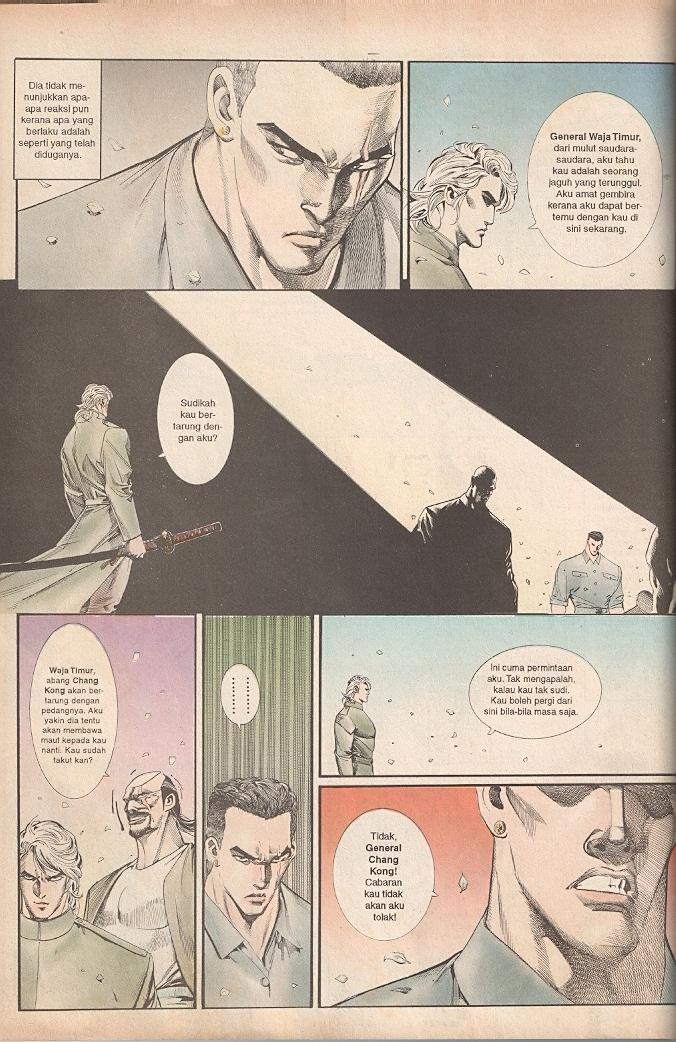 Dia tidak me-
nunjukkan apa-
apa reaksi pun
kerana apa yang
berlaku adalah
seperti yang telah
diduganya.
General Waja Timur,
dari mulut saudara-
saudara, aku tahu
kau adalah seorang
jaguh yang terunggul.
Aku amat gembira
kerana aku dapat ber-
temu dengan kau di
sini sekarang.
Sudikah
kau ber-
tarung den-
gan aku?
Waja Timur,
abang Chang
Kong akan ber-
tarung dengan
pedangnya. Aku
yakin dia tentu
akan membawa
maut kepada kau
nanti. Kau sudah
takut kan?
Ini cuma permintaan
aku. Tak mengapalah,
kalau kau tak sudi.
Kau boleh pergi dari
sini bila-bila masa saja.
Tidak,
General
Chang
Kong!
Cabaran
kau tidak
akan aku
tolak!